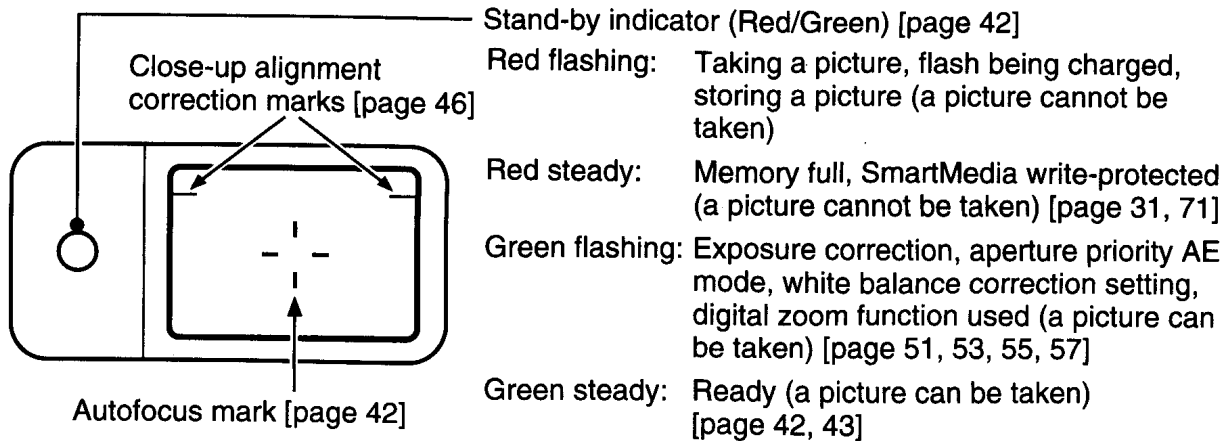 Stand-by indicator (Red/Green) [page 42]
Close-up alignment
correction marks [page 46]
Autofocus mark [page 42]
Red flashing: Taking a picture, flash being charged,
storing a picture (a picture cannot be
taken)
Red steady: Memory full, SmartMedia write-protected
(a picture cannot be taken) [page 31, 71]
Green flashing: Exposure correction, aperture priority AE
mode, white balance correction setting,
digital zoom function used (a picture can
be taken) [page 51, 53, 55, 57]
Green steady: Ready (a picture can be taken)
[page 42, 43]